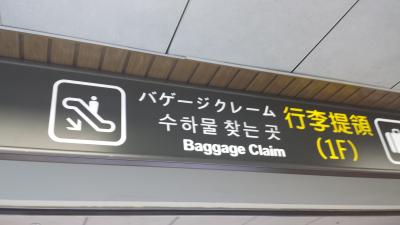 バゲージクレーム
수하물 찾는 곳
Baggage Claim
行李提領
(1F)